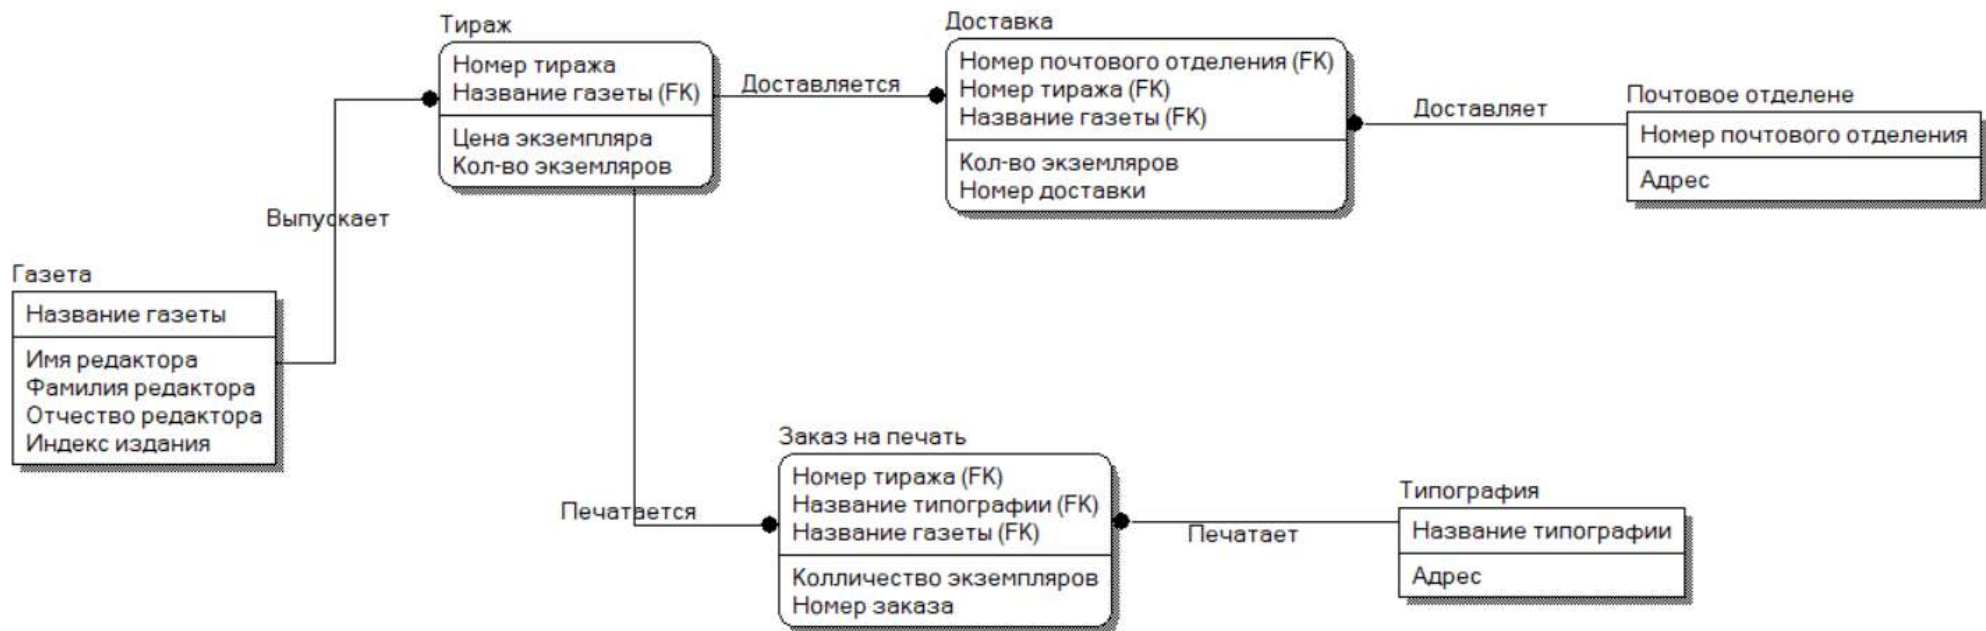 Тираж
Номер тиража
Название газеты (FK)
Цена экземпляра
Кол-во экземляров
Доставляется
Доставка
Номер почтового отделения (FK)
Номер тиража (FK)
Название газеты (FK)
Кол-во экземляров
Номер доставки
Доставляет
Почтовое отделене
Номер почтового отделения
Адрес
Выпускает
Газета
Название газеты
Имя редактора
Фамилия редактора
Отчество редактора
Индекс издания
Печатается
Заказ на печать
Номер тиража (FK)
Название типографии (FK)
Название газеты (FK)
Колличество экземпляров
Номер заказа
Печатает
Типография
Название типографии
Адрес